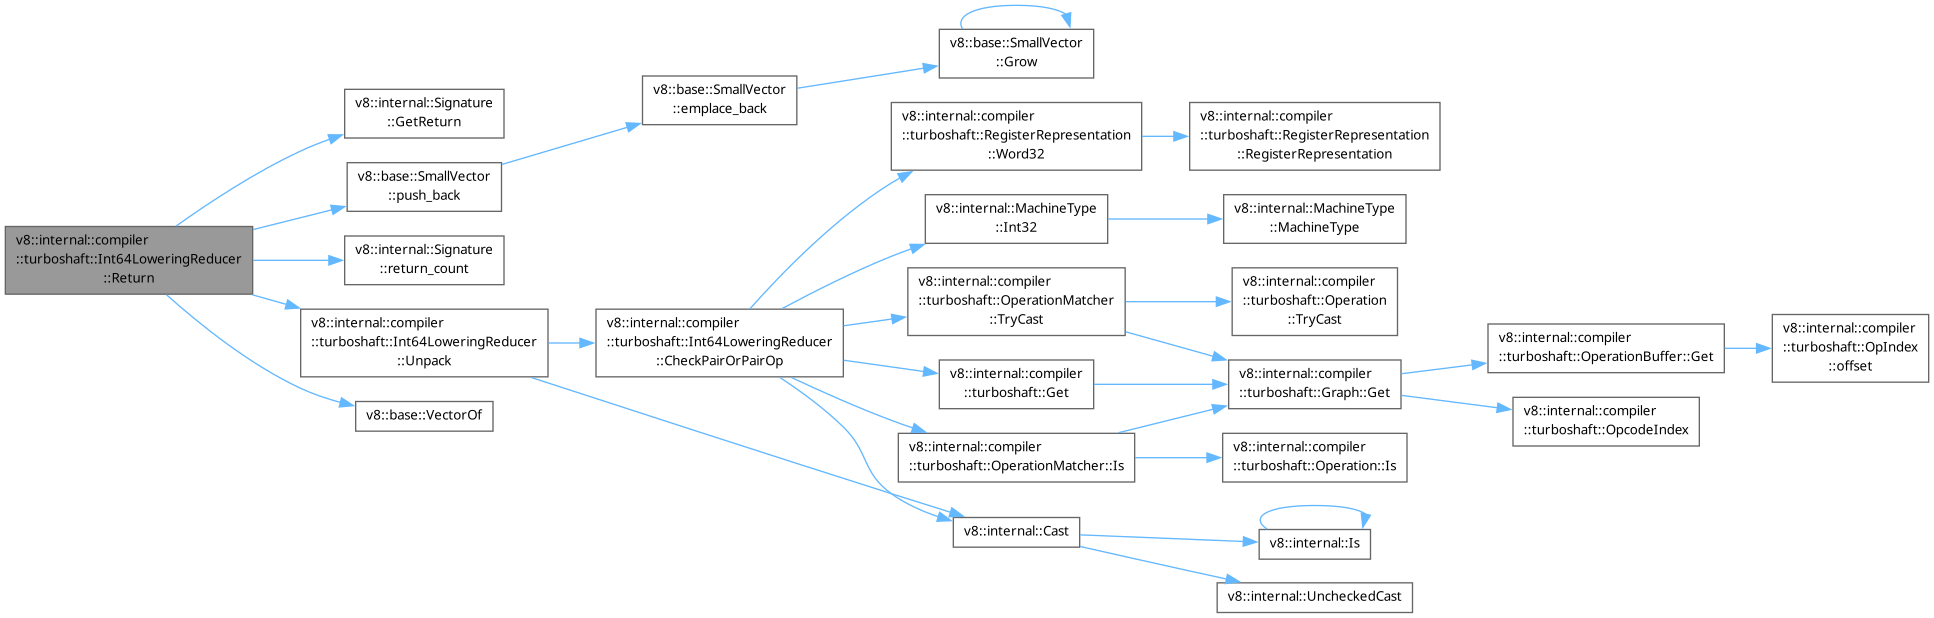 v8::internal::compiler
::turboshaft::Int64LoweringReducer
::Return
v8::internal::Signature
::GetReturn
v8::base::SmallVector
::push_back
v8::internal::Signature
::return_count
v8::internal::compiler
::turboshaft::Int64LoweringReducer
::Unpack
v8::base::VectorOf
v8::base::SmallVector
::emplace_back
v8::internal::compiler
::turboshaft::Int64LoweringReducer
::CheckPairOrPairOp
v8::base::SmallVector
::Grow
v8::internal::compiler
::turboshaft::RegisterRepresentation
::Word32
v8::internal::MachineType
::Int32
v8::internal::compiler
::turboshaft::OperationMatcher
::TryCast
v8::internal::compiler
::turboshaft::Get
v8::internal::compiler
::turboshaft::OperationMatcher::Is
v8::internal::Cast
v8::internal::compiler
::turboshaft::RegisterRepresentation
::RegisterRepresentation
v8::internal::MachineType
::MachineType
v8::internal::compiler
::turboshaft::Operation
::TryCast
v8::internal::compiler
::turboshaft::Graph::Get
v8::internal::compiler
::turboshaft::Operation::Is
v8::internal::Is
v8::internal::UncheckedCast
v8::internal::compiler
::turboshaft::OperationBuffer::Get
v8::internal::compiler
::turboshaft::OpcodeIndex
v8::internal::compiler
::turboshaft::OpIndex
::offset